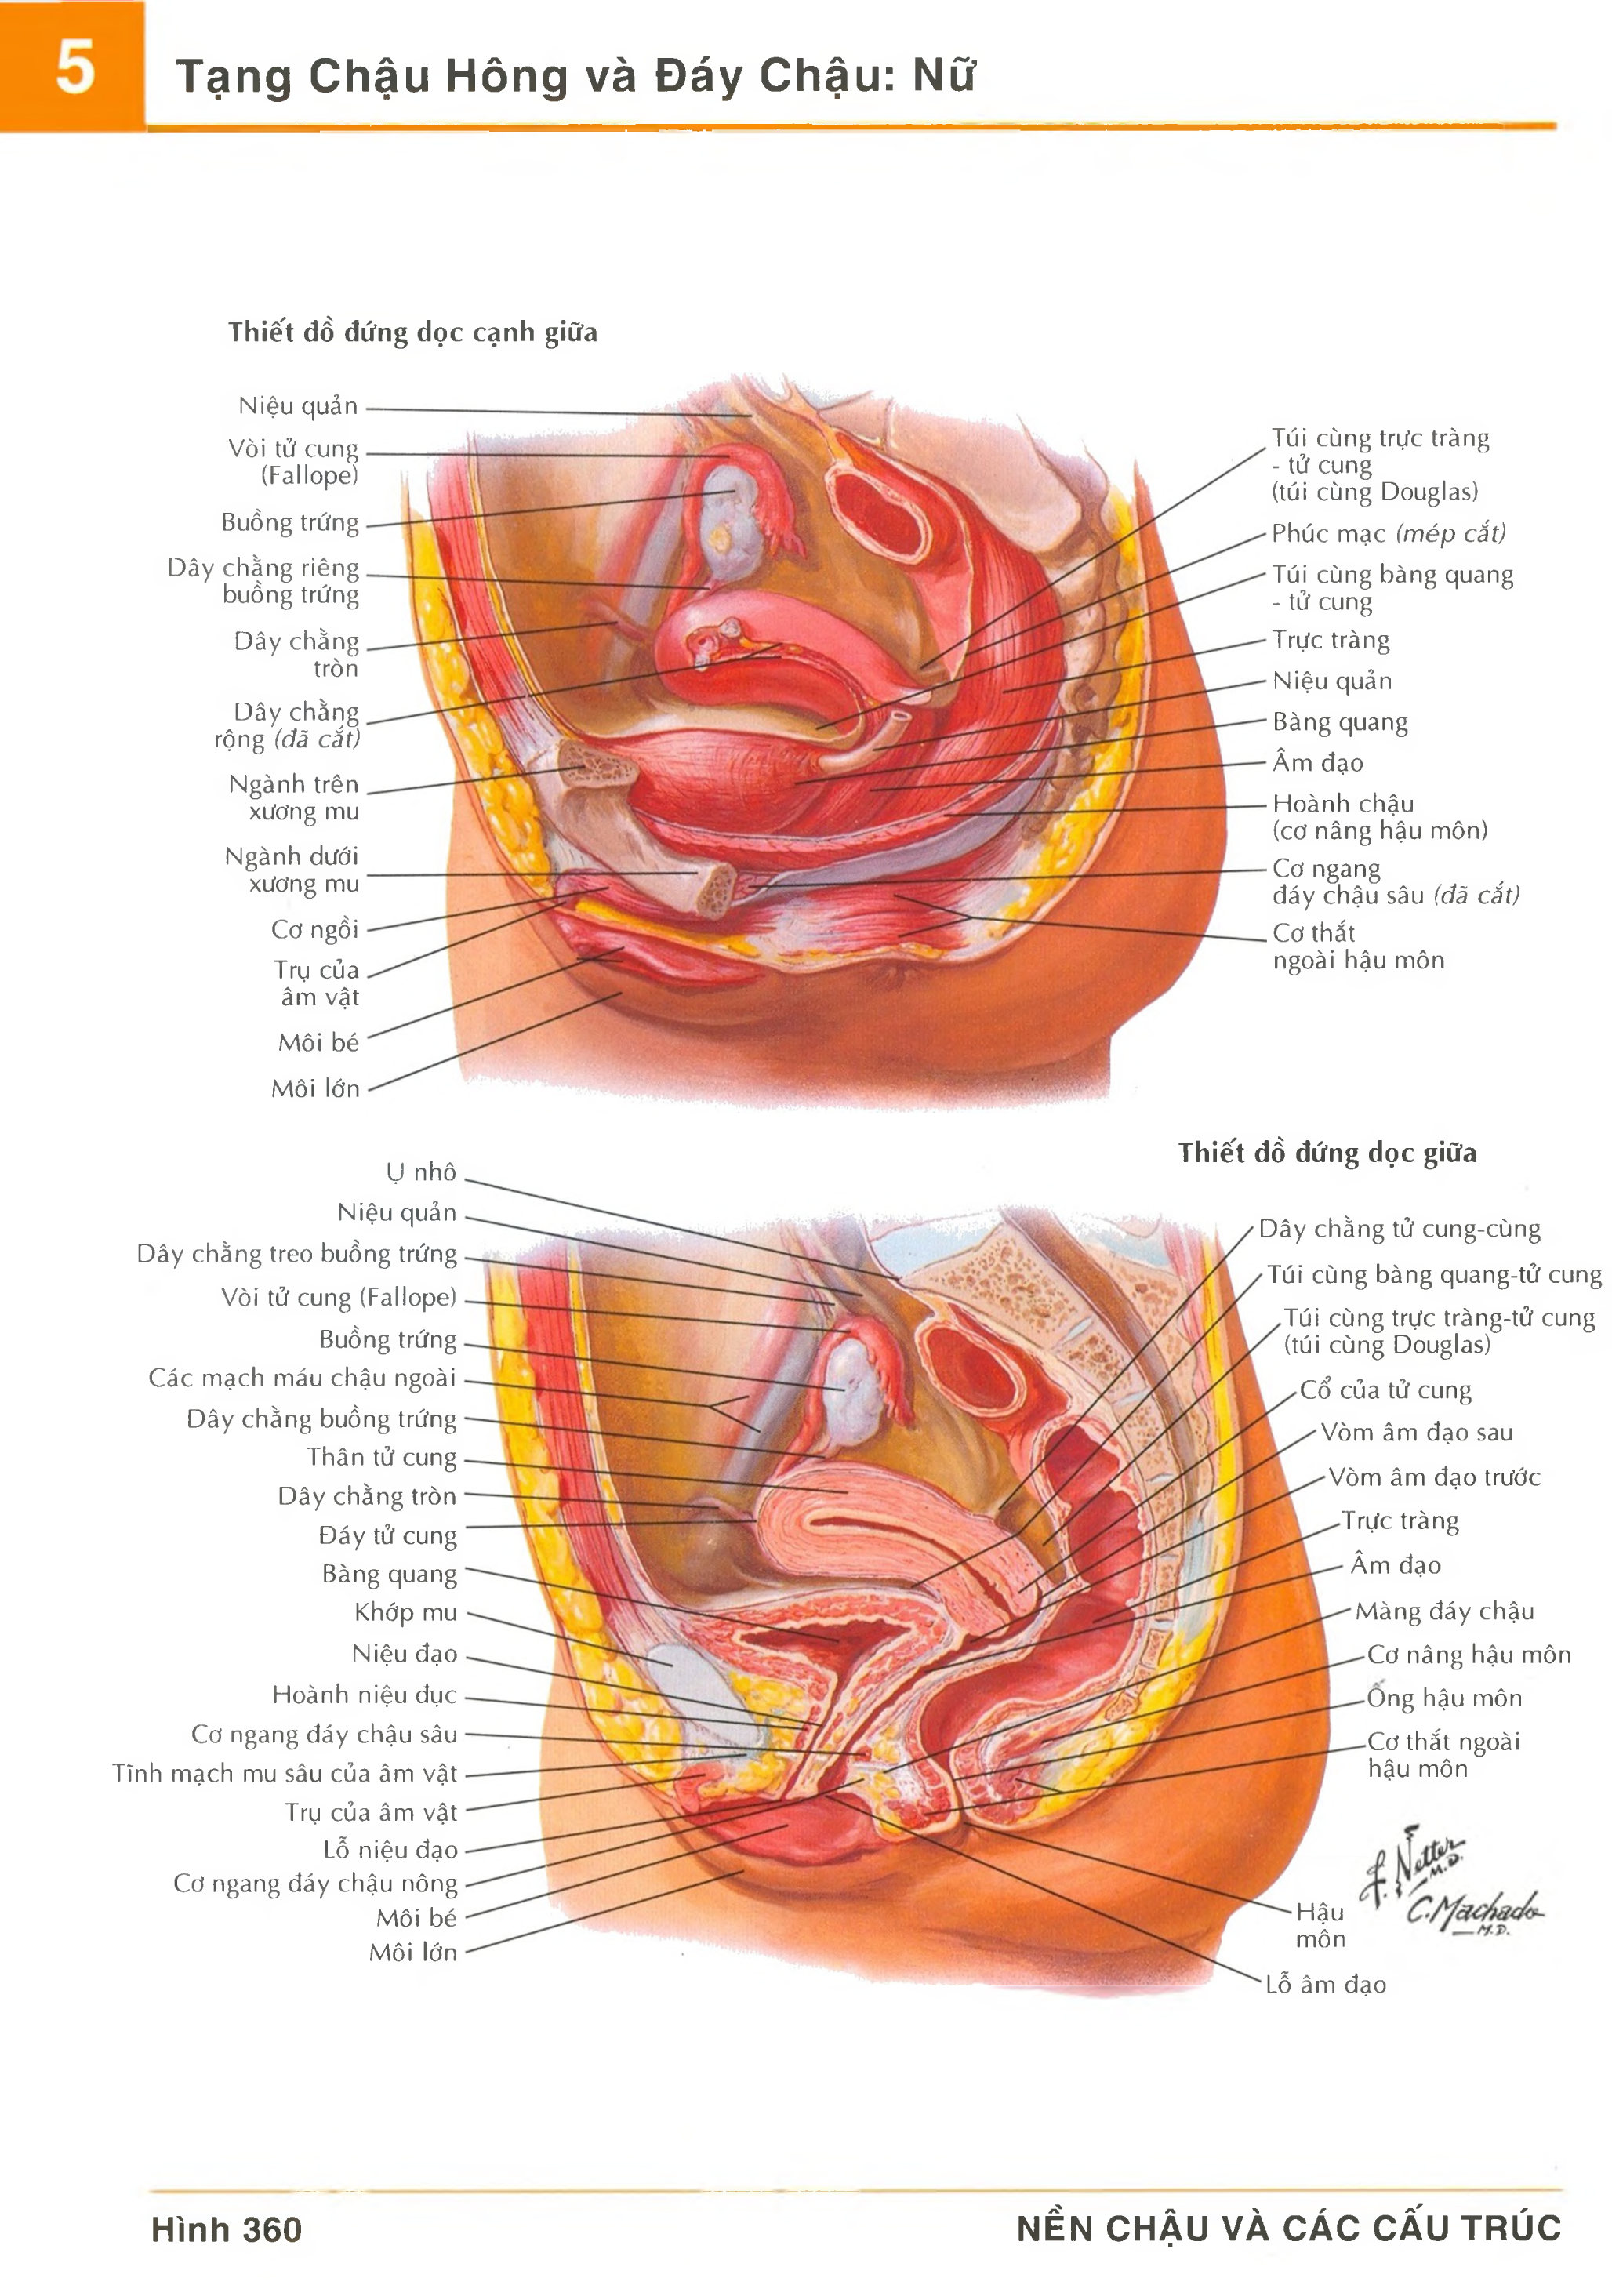 5
Tạng Chậu Hông và Đáy Chậu: Nữ
Thiết đồ đứng dọc cạnh giữa
Niệu quản
Vòi tử cung
(Fallope)
Buồng trứng
Dây chằng riêng
buồng trứng
Dây chằng
tròn
Dây chằng
rộng (đã cắt)
Ngành trên
xương mu
Ngành dưới
xương mu
Cơ ngồi
Trụ của
âm vật
Môi bé
Môi lớn
Túi cùng trực tràng
- tử cung
(túi cùng Douglas)
Phúc mạc (mép cắt)
Túi cùng bàng quang
- tử cung
Trực tràng
Niệu quản
Bàng quang
Âm đạo
Hoành chậu
(cơ nâng hậu môn)
Cơ ngang
đáy chậu sâu (đã cắt)
Cơ thắt
ngoài hậu môn
Thiết đồ đứng dọc giữa
Ụ nhô
Niệu quản
Dây chằng treo buồng trứng
Vòi tử cung (Fallope)
Buồng trứng
Các mạch máu chậu ngoài
Dây chằng buồng trứng
Thân tử cung
Dây chằng tròn
Đáy tử cung
Bàng quang
Khớp mu
Niệu đạo
Hoành niệu dục
Cơ ngang đáy chậu sâu
Tĩnh mạch mu sâu của âm vật
Trụ của âm vật
Lỗ niệu đạo
Cơ ngang đáy chậu nông
Môi bé
Môi lớn
Dây chằng tử cung-cùng
Túi cùng bàng quang-tử cung
Túi cùng trực tràng-tử cung
(túi cùng Douglas)
Cổ của tử cung
Vòm âm đạo sau
Vòm âm đạo trước
Trực tràng
Âm đạo
Màng đáy chậu
Cơ nâng hậu môn
Ống hậu môn
Cơ thắt ngoài
hậu môn
Hậu
môn
Lỗ âm đạo
F. Netter
M.D.
C. Machado
M.D.
Hình 360
NỀN CHẬU VÀ CÁC CẤU TRÚC